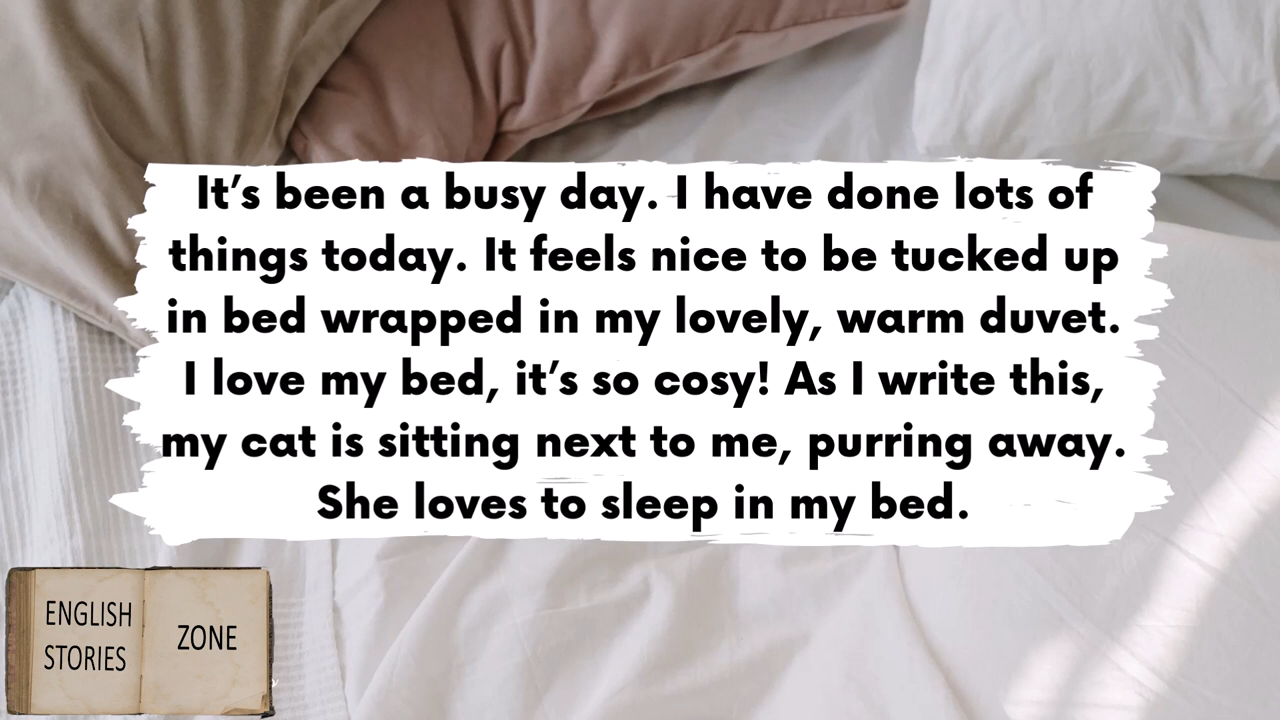 It’s been a busy day. I have done lots of
things today. It feels nice to be tucked up
in bed wrapped in my lovely, warm duvet.
I love my bed, it’s so cosy! As I write this,
my cat is sitting next to me, purring away.
She loves to sleep in my bed.
ENGLISH
STORIES
ZONE